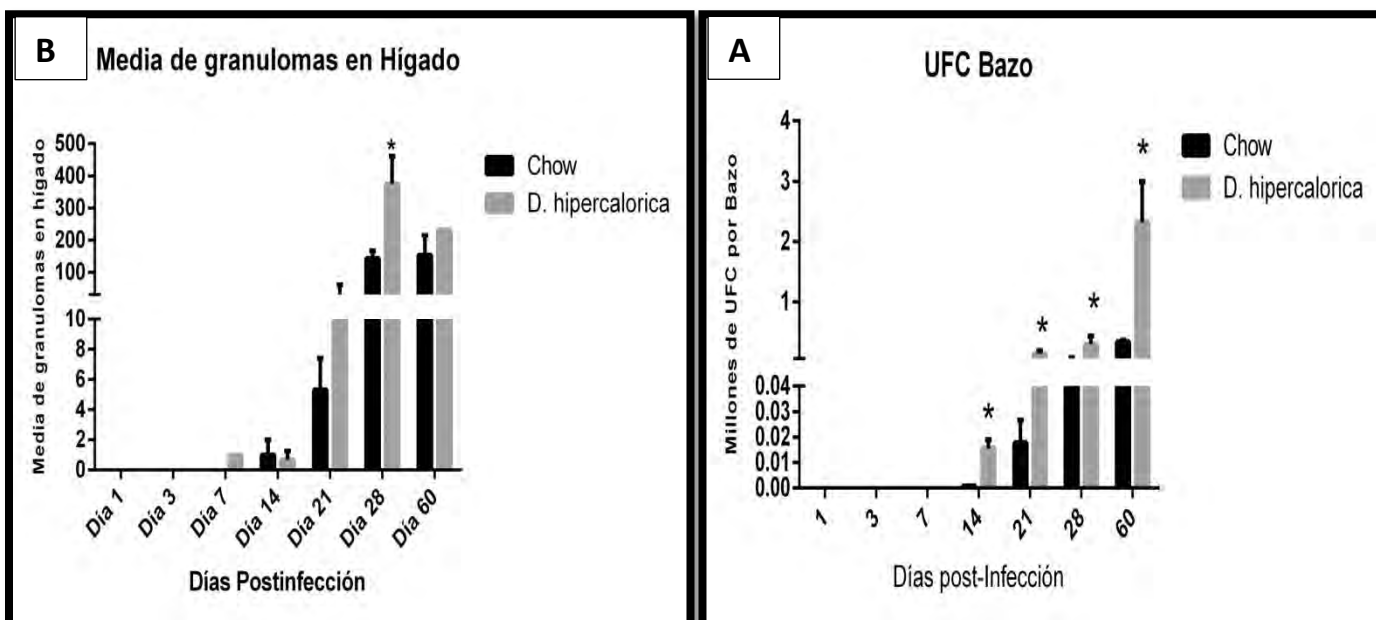 B
Media de granulomas en Hígado
Media de granulomas en hígado
500
400
300
200
100
10
8
6
4
2
0
Chow
D. hipercalorica
*
Día 1
Día 3
Día 7
Día 14
Día 21
Día 28
Día 60
Días Postinfección
A
UFC Bazo
Millones de UFC por Bazo
4
3
2
1
0.04
0.03
0.02
0.01
0.00
Chow
D. hipercalorica
*
*
*
*
1
3
7
14
21
28
60
Días post-Infección